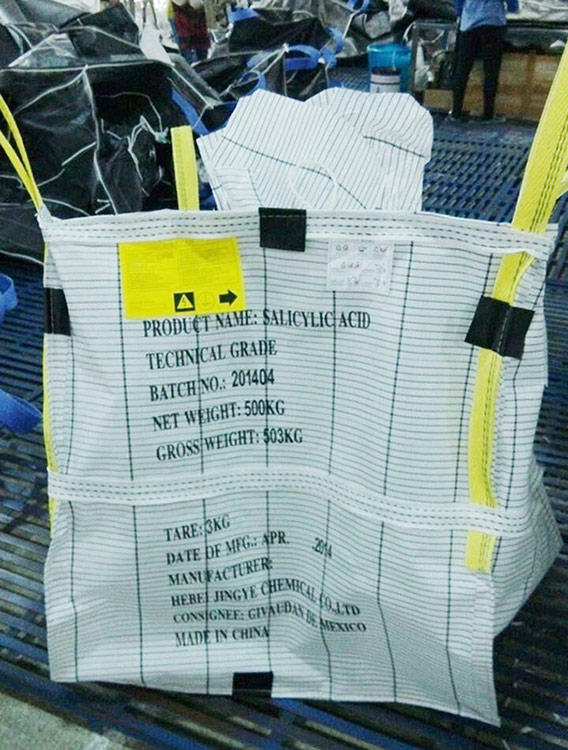 PRODUCT NAME: SALICYLIC ACID
TECHNICAL GRADE
BATCH NO.: 201404
NET WEIGHT: 500KG
GROSS WEIGHT: 503KG
TARE: 3KG
DATE OF MFG.: APR. 2014
MANUFACTURER:
HEBEI JINGYE CHEMICAL CO.,LTD
CONSIGNEE: GIVAUDAN DE MEXICO
MADE IN CHINA